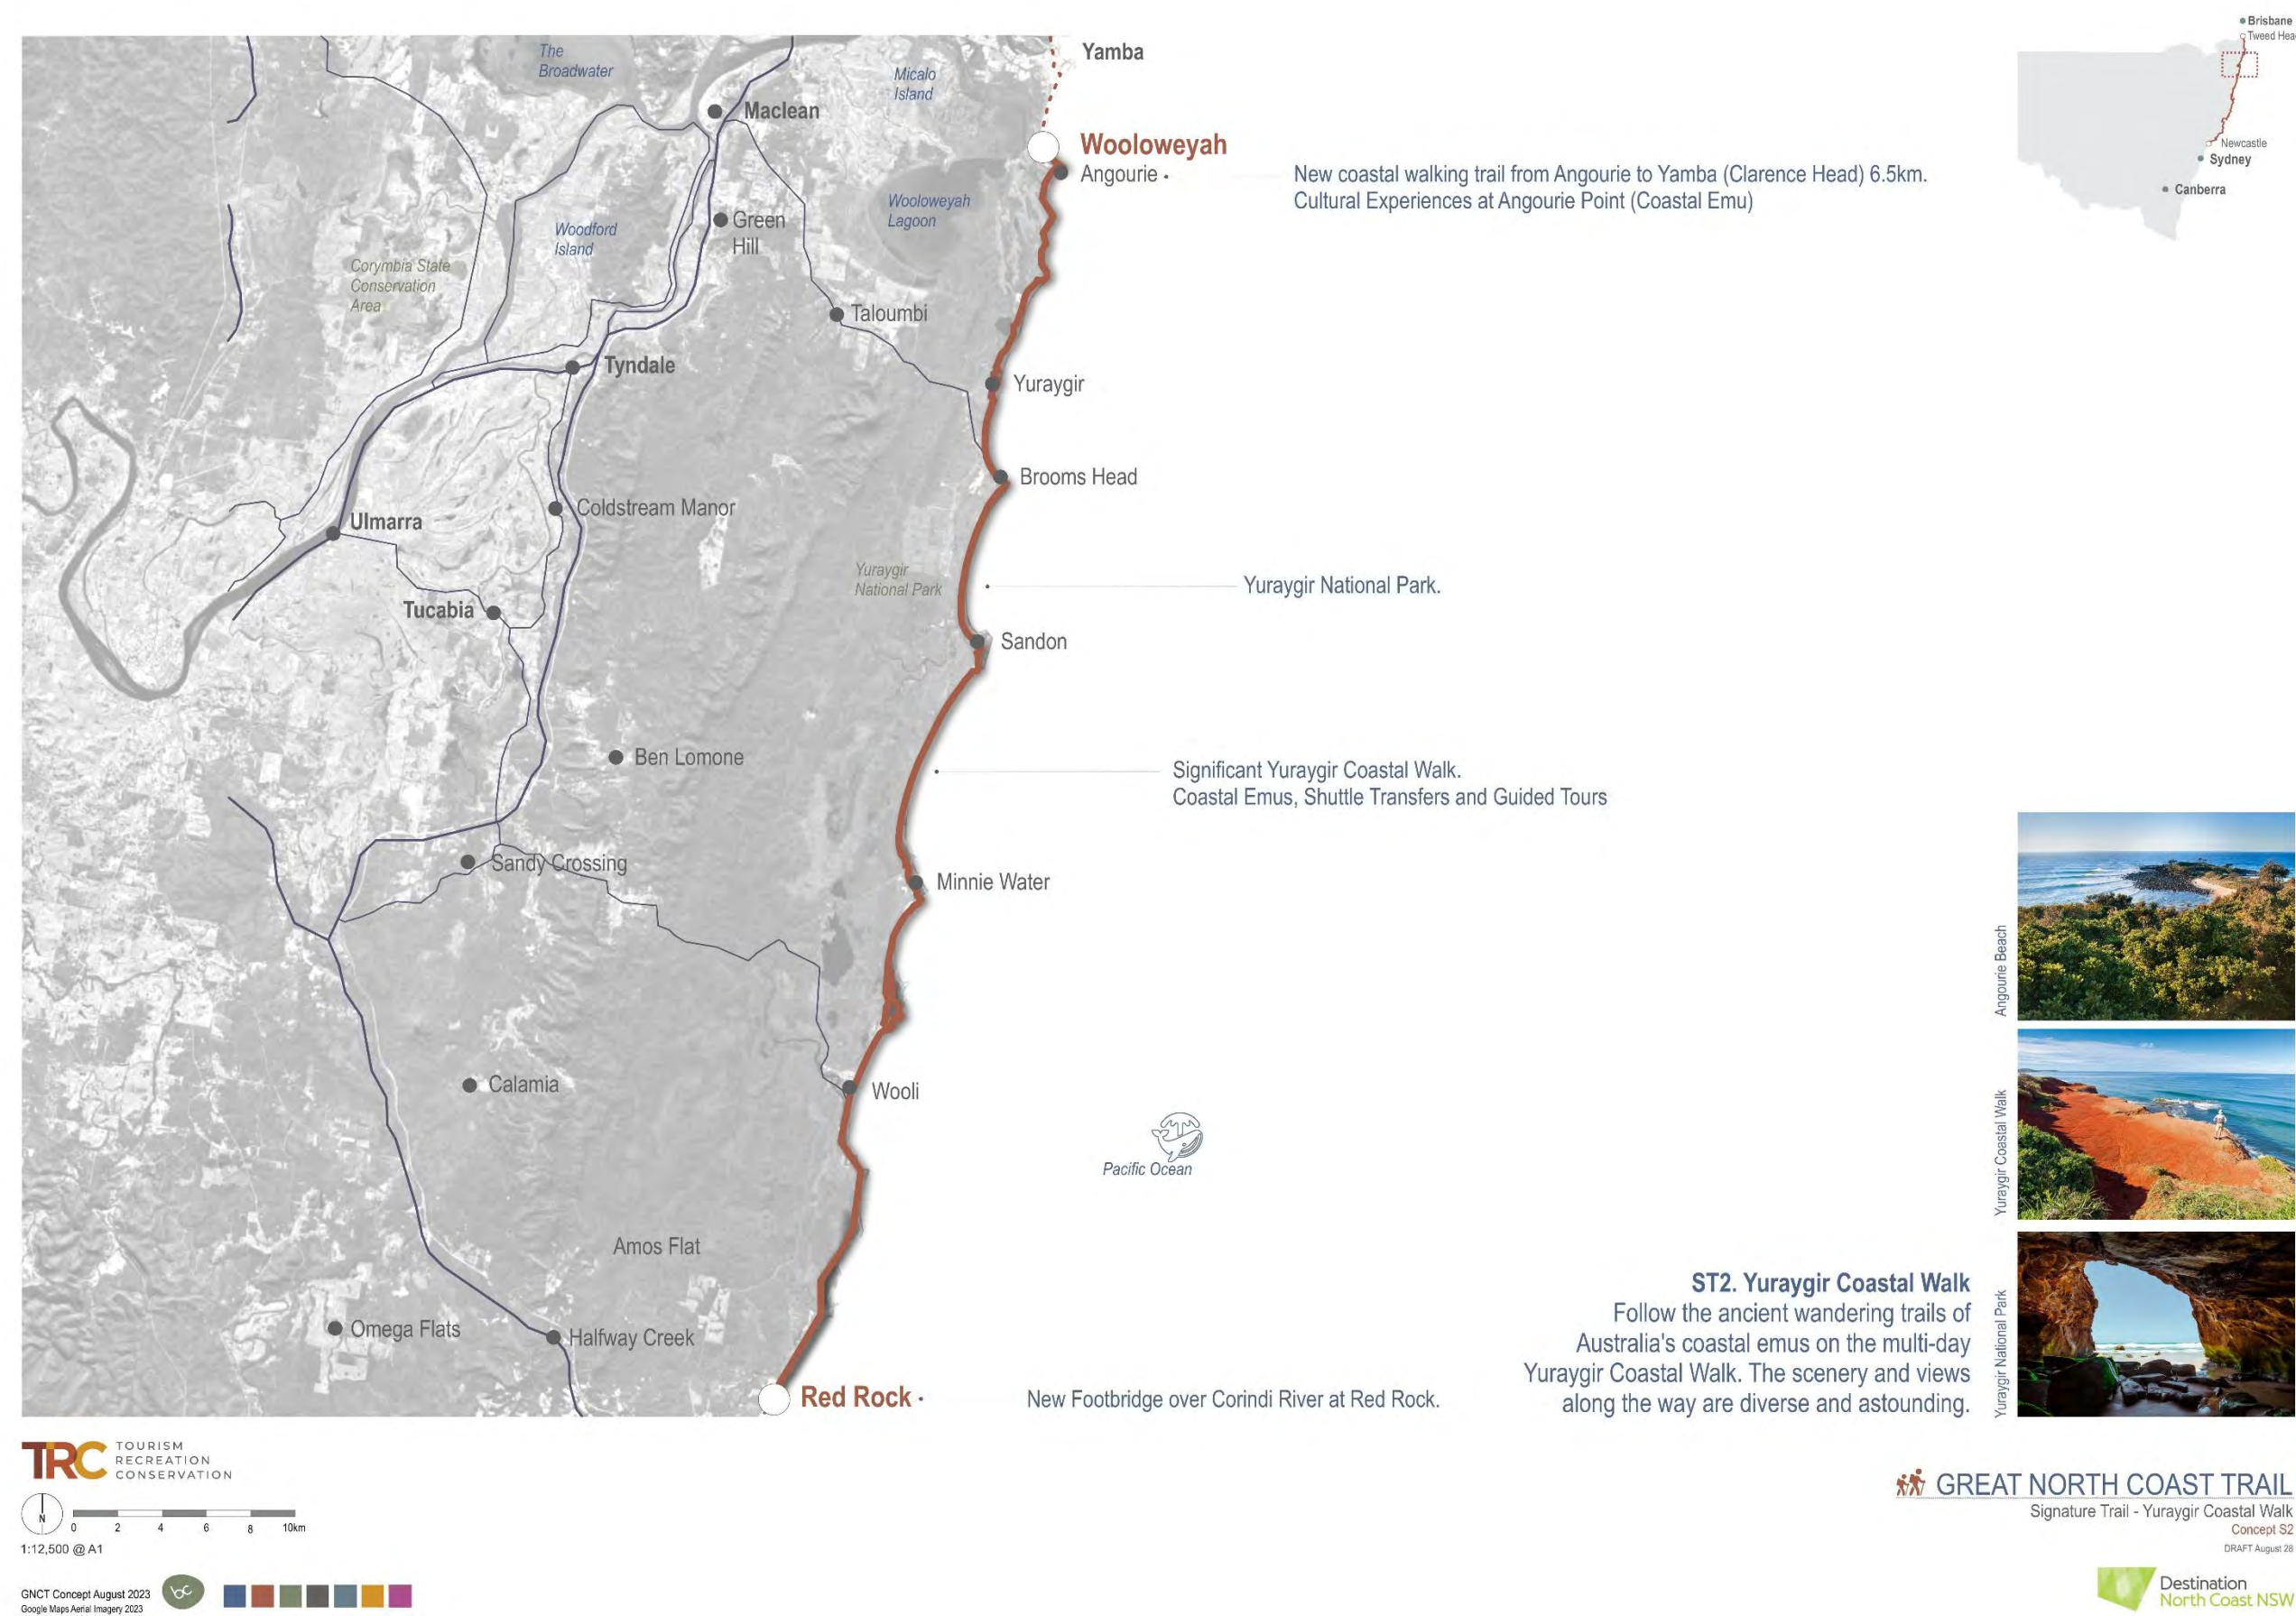 Brisbane
Tweed Hea
Newcastle
Sydney
Canberra
The
Broadwater
Micalo
Island
Yamba
Maclean
Wooloweyah
Angourie
New coastal walking trail from Angourie to Yamba (Clarence Head) 6.5km.
Cultural Experiences at Angourie Point (Coastal Emu)
Wooloweyah
Lagoon
Green
Hill
Woodford
Island
Corymbia State
Conservation
Area
Taloumbi
Tyndale
Yuraygir
Brooms Head
Coldstream Manor
Ulmarra
Yuraygir
National Park
Yuraygir National Park.
Tucabia
Sandon
Ben Lomone
Significant Yuraygir Coastal Walk.
Coastal Emus, Shuttle Transfers and Guided Tours
Sandy Crossing
Minnie Water
Angourie Beach
Calamia
Wooli
Yuraygir Coastal Walk
Pacific Ocean
Amos Flat
Omega Flats
Halfway Creek
Red Rock
New Footbridge over Corindi River at Red Rock.
ST2. Yuraygir Coastal Walk
Follow the ancient wandering trails of
Australia's coastal emus on the multi-day
Yuraygir Coastal Walk. The scenery and views
along the way are diverse and astounding.
Yuraygir National Park
TRC
TOURISM
RECREATION
CONSERVATION
N
0 2 4 6 8 10km
1:12,500 @ A1
GNCT Concept August 2023
Google Maps Aerial Imagery 2023
bc
GREAT NORTH COAST TRAIL
Signature Trail - Yuraygir Coastal Walk
Concept S2
DRAFT August 28
Destination
North Coast NSW